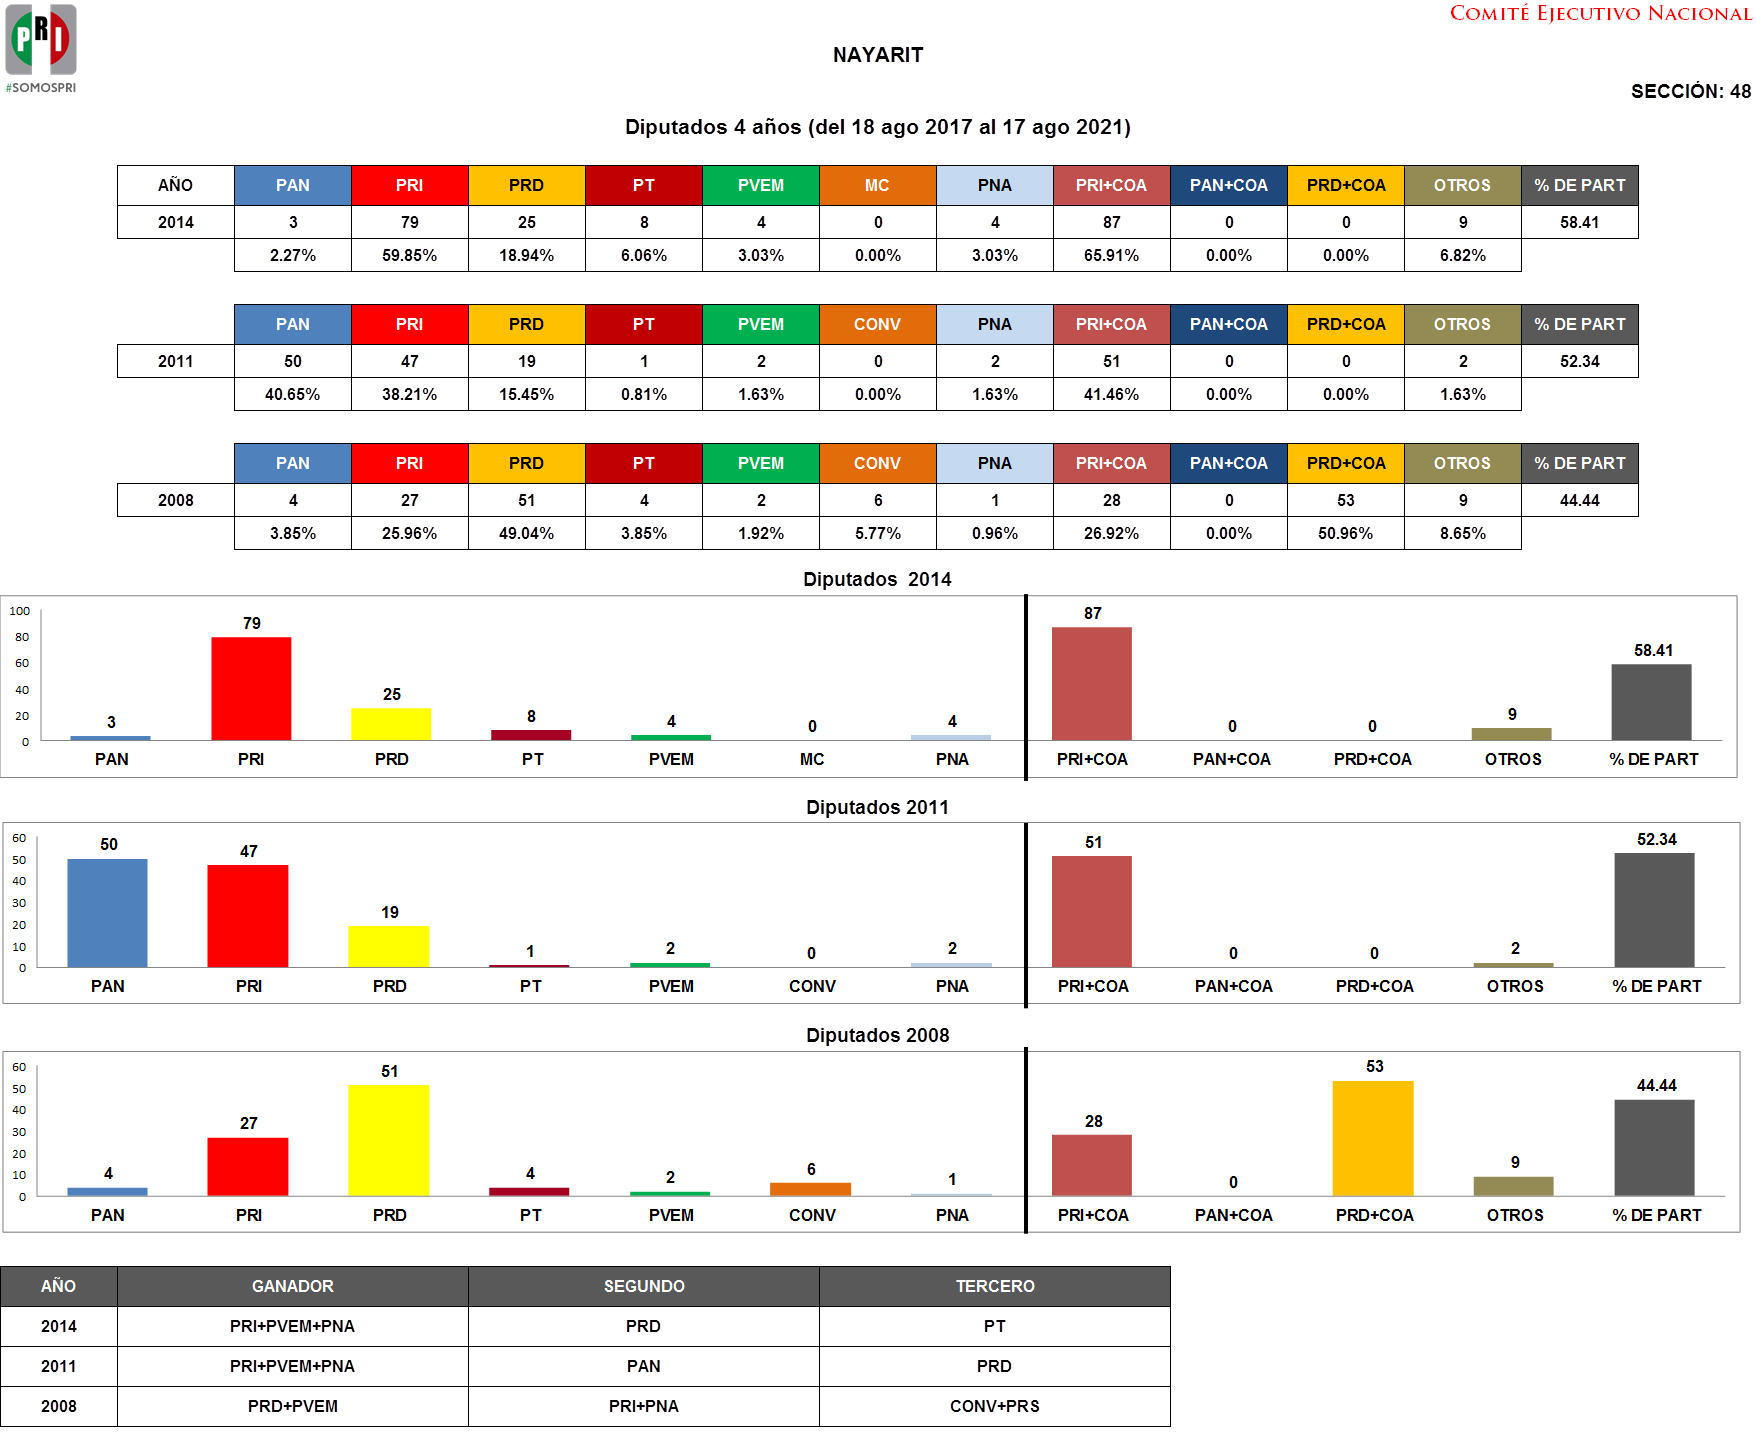 PRI
#SOMOSPRI
COMITÉ EJECUTIVO NACIONAL
NAYARIT
SECCIÓN: 48
Diputados 4 años (del 18 ago 2017 al 17 ago 2021)
AÑO PAN PRI PRD PT PVEM MC PNA PRI+COA PAN+COA PRD+COA OTROS % DE PART
2014 3 79 25 8 4 0 4 87 0 0 9 58.41
2.27% 59.85% 18.94% 6.06% 3.03% 0.00% 3.03% 65.91% 0.00% 0.00% 6.82%
PAN PRI PRD PT PVEM CONV PNA PRI+COA PAN+COA PRD+COA OTROS % DE PART
2011 50 47 19 1 2 0 2 51 0 0 2 52.34
40.65% 38.21% 15.45% 0.81% 1.63% 0.00% 1.63% 41.46% 0.00% 0.00% 1.63%
PAN PRI PRD PT PVEM CONV PNA PRI+COA PAN+COA PRD+COA OTROS % DE PART
2008 4 27 51 4 2 6 1 28 0 53 9 44.44
3.85% 25.96% 49.04% 3.85% 1.92% 5.77% 0.96% 26.92% 0.00% 50.96% 8.65%
Diputados 2014
100
80
60
40
20
0
3 79 25 8 4 0 4 87 0 0 9 58.41
PAN PRI PRD PT PVEM MC PNA PRI+COA PAN+COA PRD+COA OTROS % DE PART
Diputados 2011
60
50
40
30
20
10
0
50 47 19 1 2 0 2 51 0 0 2 52.34
PAN PRI PRD PT PVEM CONV PNA PRI+COA PAN+COA PRD+COA OTROS % DE PART
Diputados 2008
60
50
40
30
20
10
0
4 27 51 4 2 6 1 28 0 53 9 44.44
PAN PRI PRD PT PVEM CONV PNA PRI+COA PAN+COA PRD+COA OTROS % DE PART
AÑO GANADOR SEGUNDO TERCERO
2014 PRI+PVEM+PNA PRD PT
2011 PRI+PVEM+PNA PAN PRD
2008 PRD+PVEM PRI+PNA CONV+PRS